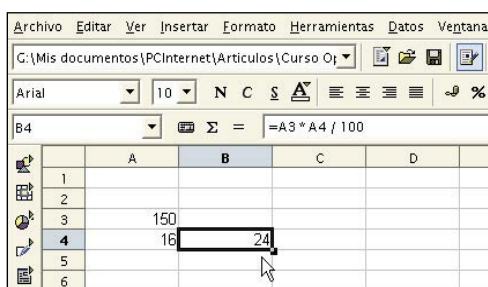 Archivo Editar Ver Insertar Formato Herramientas Datos Ventana
G:\Mis documentos\PCInternet\Articulos\Curso Op
Arial 10 N C S A %
B4 Σ = =A3 * A4 / 100
A B C D
1
2
3 150
4 16 24
5
6